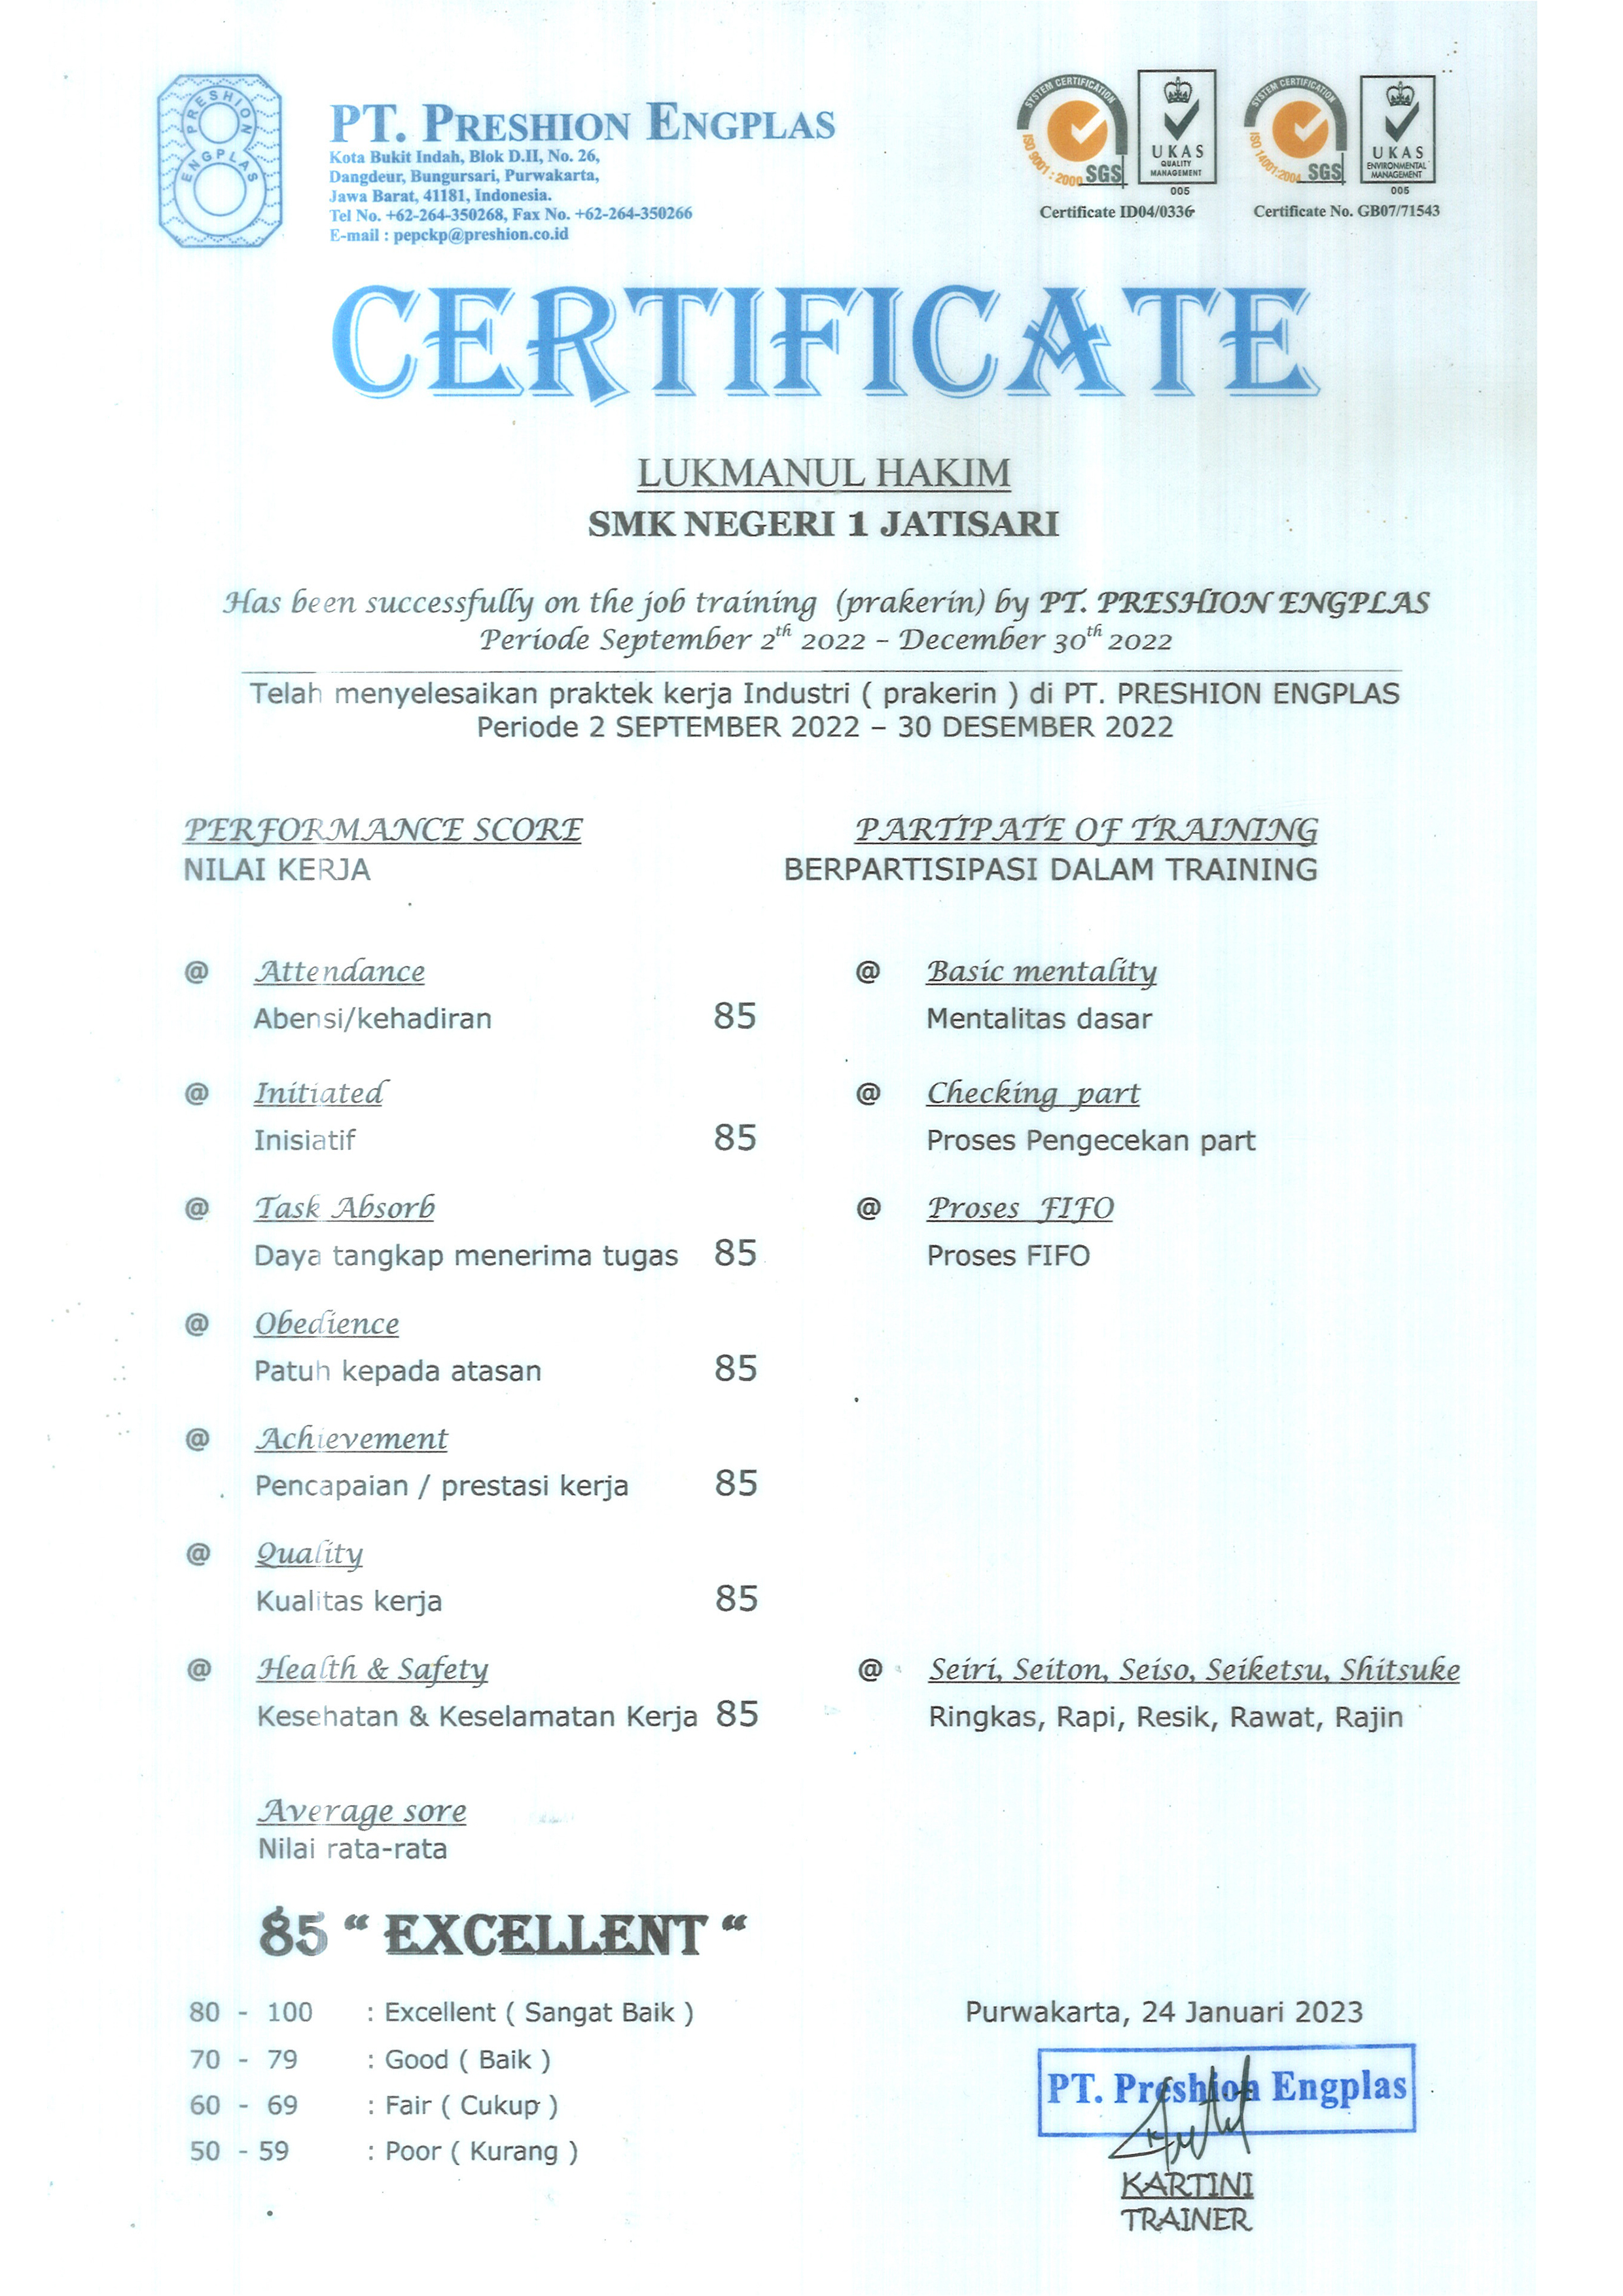 PRESHION
ENGPLAS
PT. PRESHION ENGPLAS
Kota Bukit Indah, Blok D.II, No. 26,
Dangdeur, Bungursari, Purwakarta,
Jawa Barat, 41181, Indonesia.
Tel No. +62-264-350268, Fax No. +62-264-350266
E-mail : pepckp@preshion.co.id
SYSTEM CERTIFICATION
ISO 9001 : 2000 SGS
UKAS
QUALITY
MANAGEMENT
005
Certificate ID04/0336
SYSTEM CERTIFICATION
ISO 14001:2004 SGS
UKAS
ENVIRONMENTAL
MANAGEMENT
005
Certificate No. GB07/71543
CERTIFICATE
LUKMANUL HAKIM
SMK NEGERI 1 JATISARI
Has been successfully on the job training (prakerin) by PT. PRESHION ENGPLAS
Periode September 2th 2022 – December 30th 2022
Telah menyelesaikan praktek kerja Industri ( prakerin ) di PT. PRESHION ENGPLAS
Periode 2 SEPTEMBER 2022 – 30 DESEMBER 2022
PERFORMANCE SCORE
NILAI KERJA
PARTIPATE OF TRAINING
BERPARTISIPASI DALAM TRAINING
@ Attendance
Abensi/kehadiran 85
@ Basic mentality
Mentalitas dasar
@ Initiated
Inisiatif 85
@ Checking part
Proses Pengecekan part
@ Task Absorb
Daya tangkap menerima tugas 85
@ Proses FIFO
Proses FIFO
@ Obedience
Patuh kepada atasan 85
@ Achievement
Pencapaian / prestasi kerja 85
@ Quality
Kualitas kerja 85
@ Health & Safety
Kesehatan & Keselamatan Kerja 85
@ Seiri, Seiton, Seiso, Seiketsu, Shitsuke
Ringkas, Rapi, Resik, Rawat, Rajin
Average sore
Nilai rata-rata
85 “ EXCELLENT “
80 - 100 : Excellent ( Sangat Baik )
70 - 79 : Good ( Baik )
60 - 69 : Fair ( Cukup )
50 - 59 : Poor ( Kurang )
Purwakarta, 24 Januari 2023
PT. Preshion Engplas
KARTINI
TRAINER